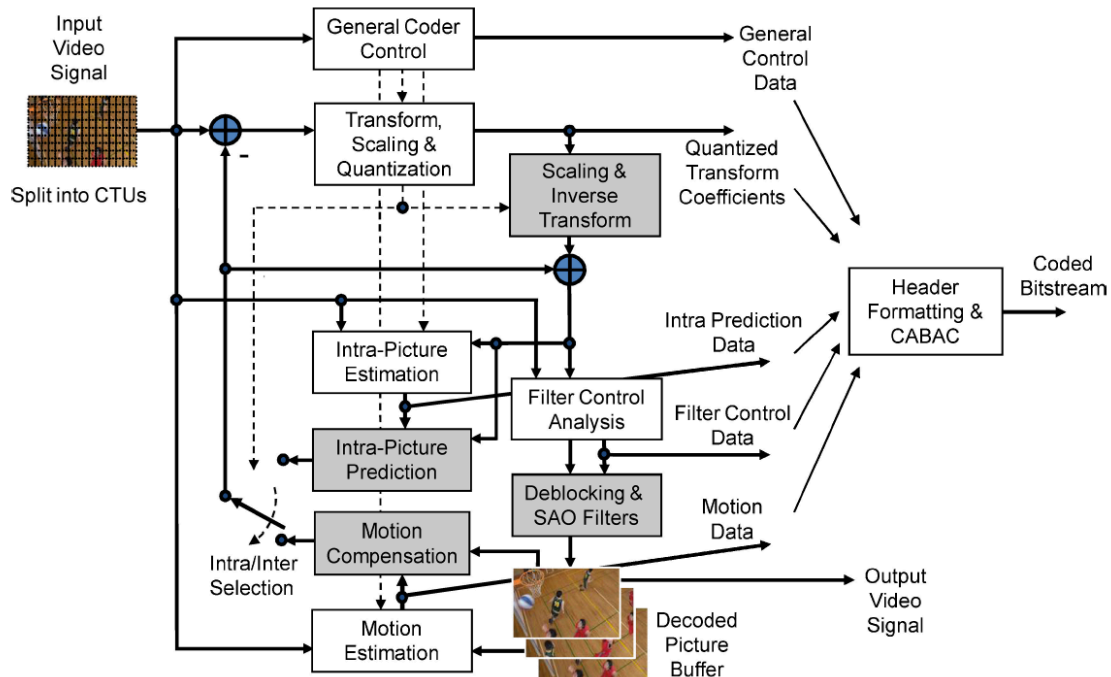 Input
Video
Signal
Split into CTUs
General Coder
Control
Transform,
Scaling &
Quantization
-
Scaling &
Inverse
Transform
General
Control
Data
Quantized
Transform
Coefficients
Intra-Picture
Estimation
Intra-Picture
Prediction
Filter Control
Analysis
Deblocking &
SAO Filters
Motion
Compensation
Motion
Estimation
Intra/Inter
Selection
Intra Prediction
Data
Filter Control
Data
Motion
Data
Header
Formatting &
CABAC
Coded
Bitstream
Output
Video
Signal
Decoded
Picture
Buffer